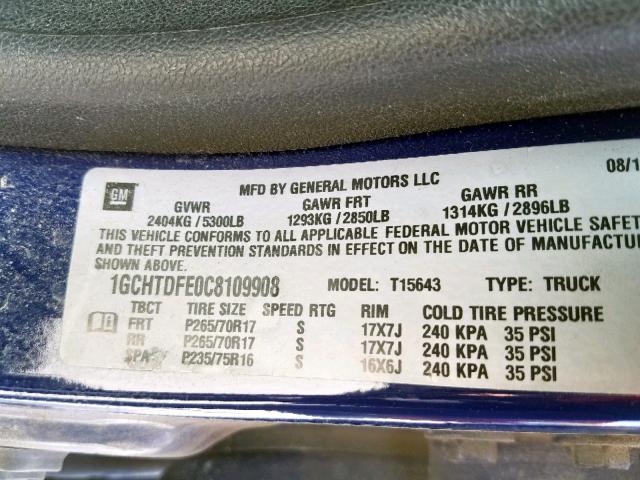 GM
MFD BY GENERAL MOTORS LLC
08/1
GVWR GAWR FRT GAWR RR
2404KG / 5300LB 1293KG / 2850LB 1314KG / 2896LB
THIS VEHICLE CONFORMS TO ALL APPLICABLE FEDERAL MOTOR VEHICLE SAFET
AND THEFT PREVENTION STANDARDS IN EFFECT ON THE DATE OF MANUFACTU
1GCHTDFE0C8109908 MODEL: T15643 TYPE: TRUCK
TBCT TIRE SIZE SPEED RTG RIM COLD TIRE PRESSURE
FRT P265/70R17 S 17X7J 240 KPA 35 PSI
RR P265/70R17 S 17X7J 240 KPA 35 PSI
SPA P235/75R16 S 16X6J 240 KPA 35 PSI